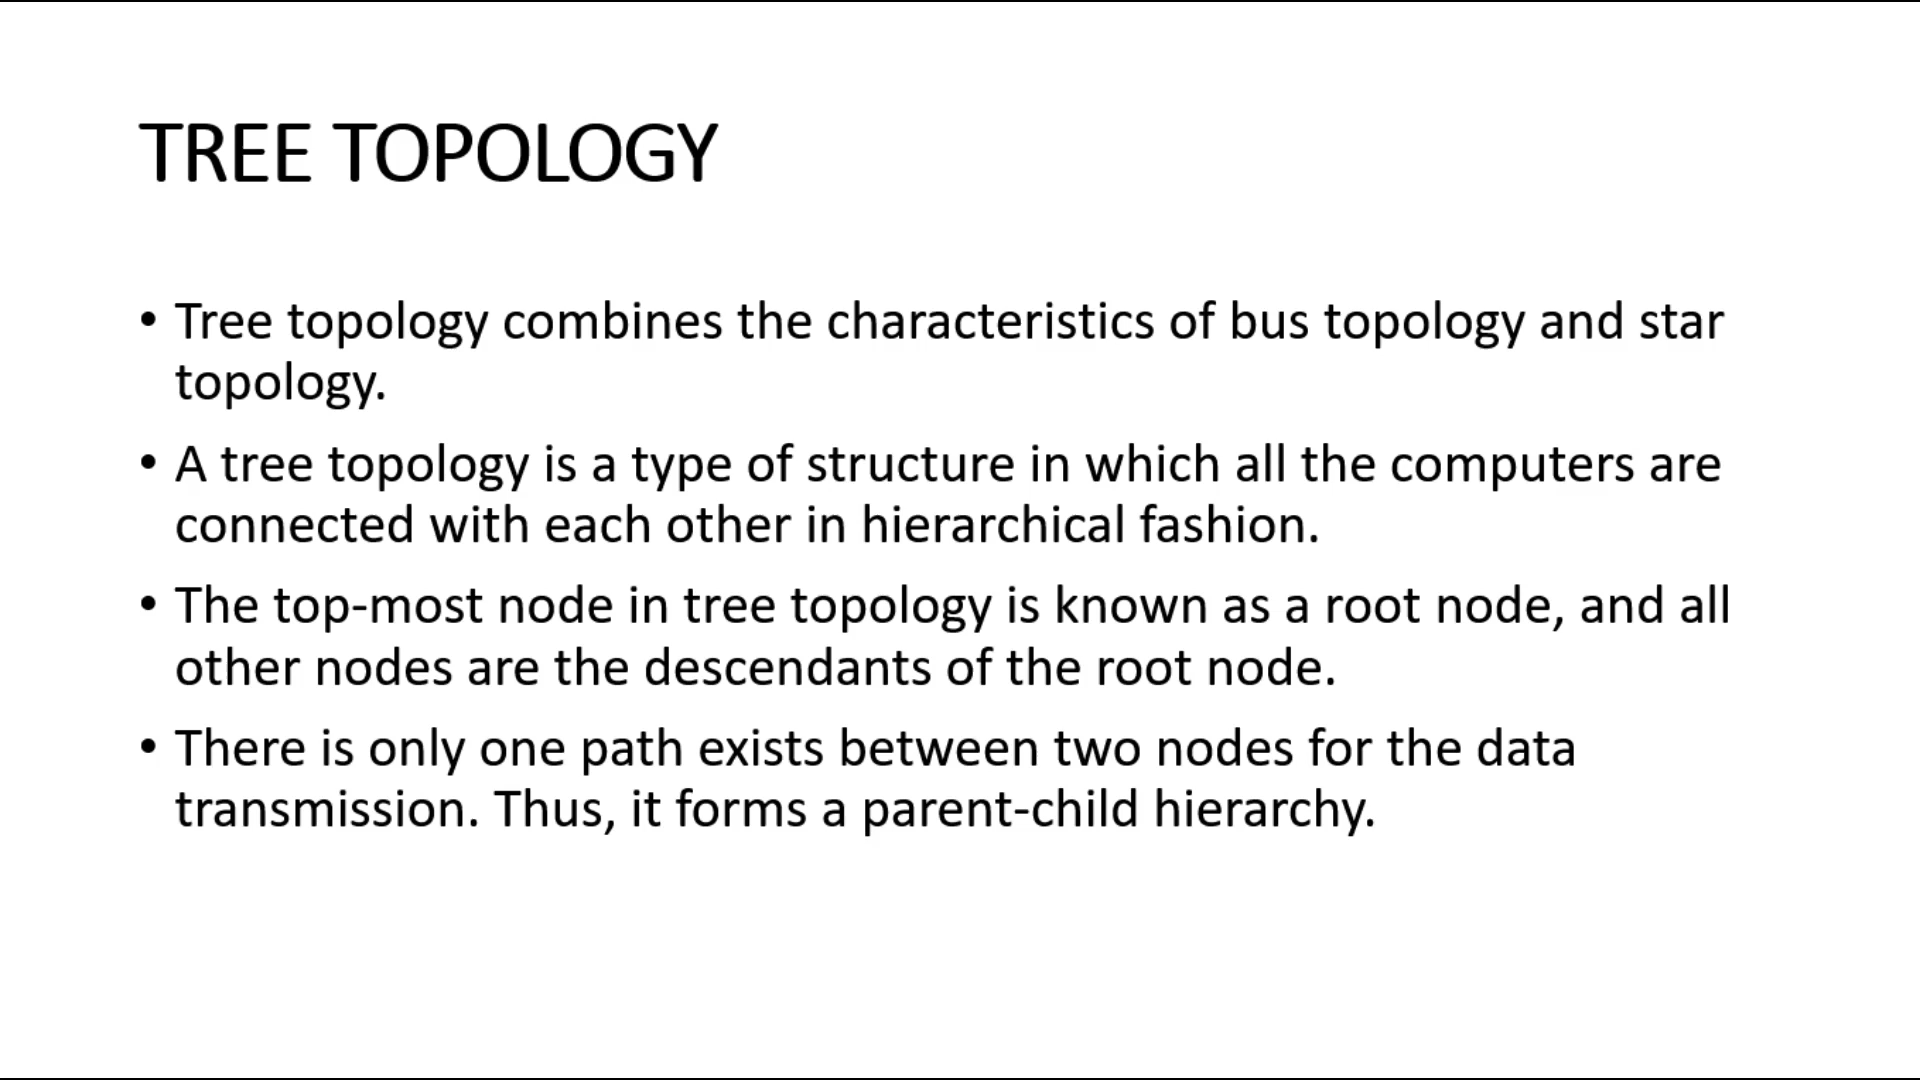 TREE TOPOLOGY
• Tree topology combines the characteristics of bus topology and star
topology.
• A tree topology is a type of structure in which all the computers are
connected with each other in hierarchical fashion.
• The top-most node in tree topology is known as a root node, and all
other nodes are the descendants of the root node.
• There is only one path exists between two nodes for the data
transmission. Thus, it forms a parent-child hierarchy.